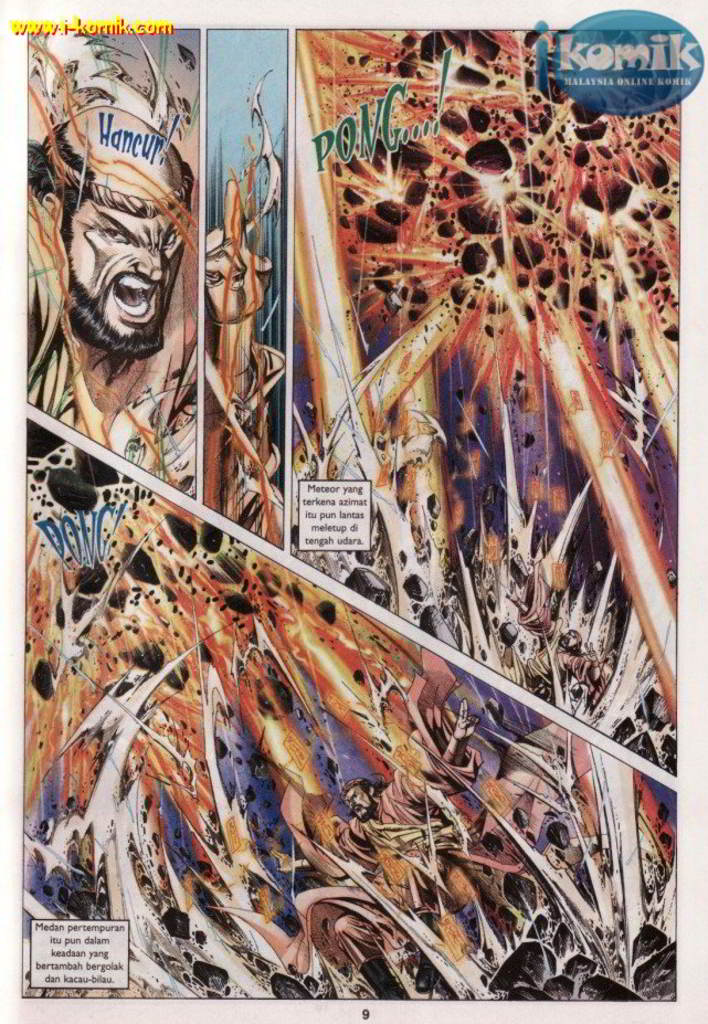 www.i-komik.com
i komik
MALAYSIA ONLINE KOMIK
Hancur!
PONG....!
Meteor yang
terkena azimat
itu pun lantas
meletup di
tengah udara.
PONG!
Medan pertempuran
itu pun dalam
keadaan yang
bertambah bergolak
dan kacau-bilau.
9